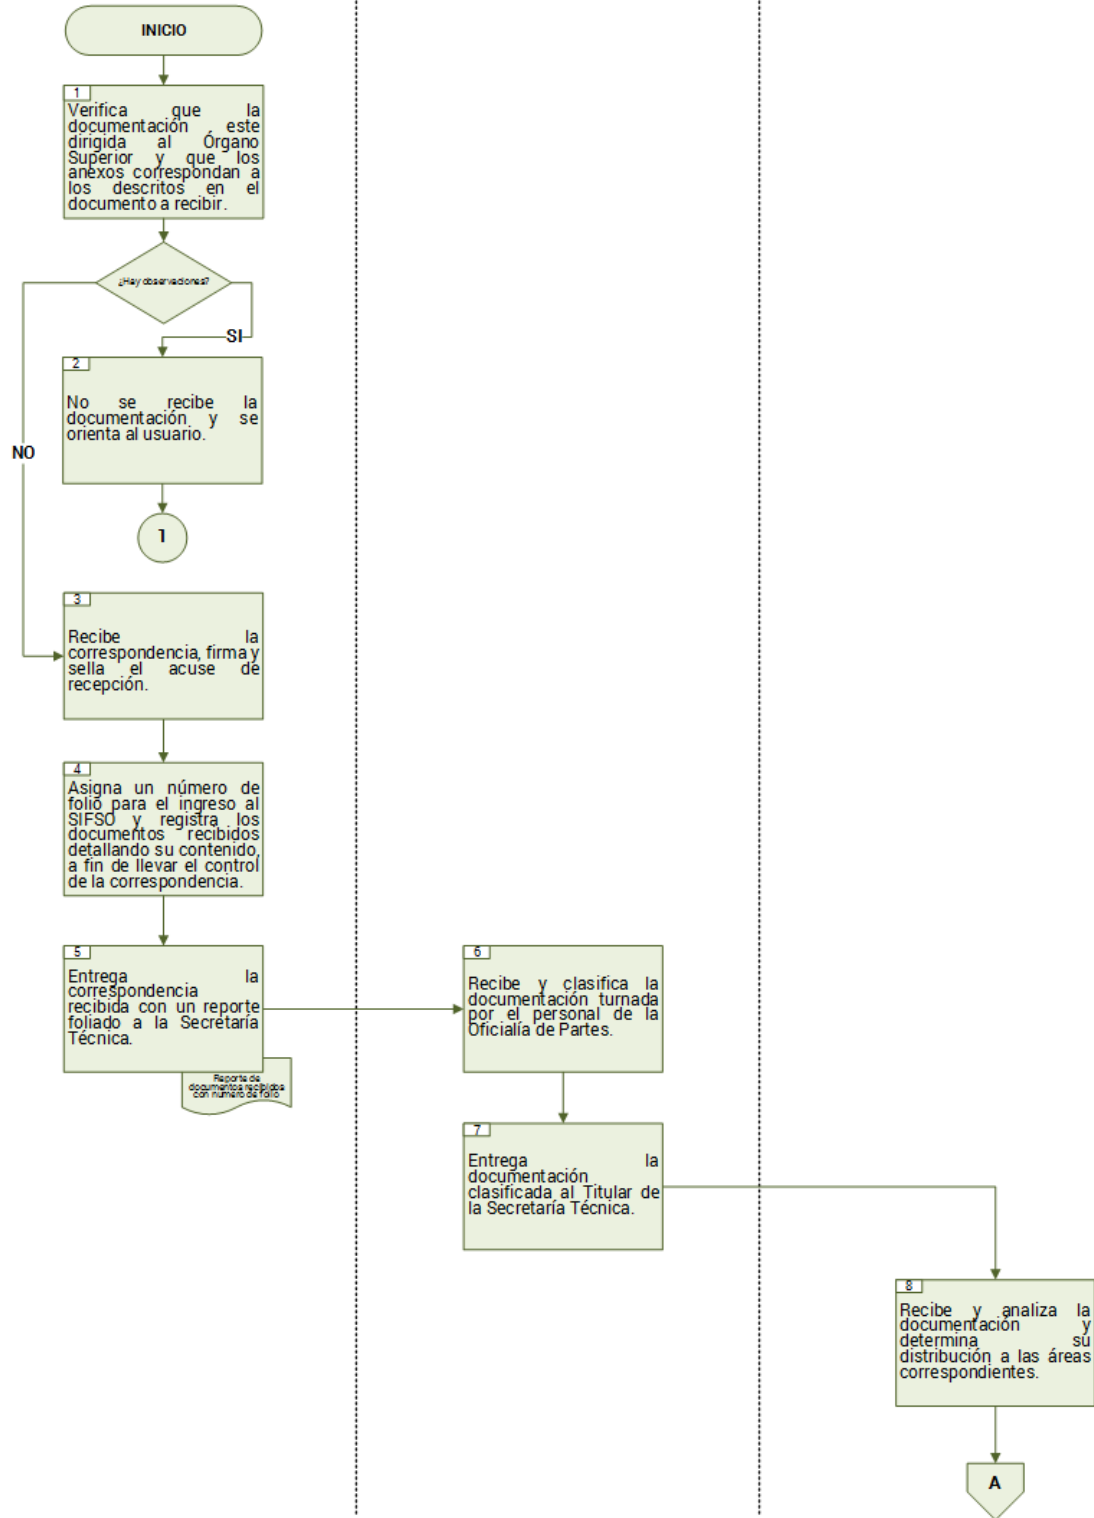 INICIO
1
Verifica que la
documentación este
dirigida al Órgano
Superior y que los
anexos correspondan a
los descritos en el
documento a recibir.
¿Hay observaciones?
SI
2
No se recibe la
documentación y se
orienta al usuario.
NO
1
3
Recibe la
correspondencia, firma y
sella el acuse de
recepción.
4
Asigna un número de
folio para el ingreso al
SIFSO y registra los
documentos recibidos
detallando su contenido,
a fin de llevar el control
de la correspondencia.
5
Entrega la
correspondencia
recibida con un reporte
foliado a la Secretaría
Técnica.
Reporte de
documentos recibidos
con número de folio
6
Recibe y clasifica la
documentación turnada
por el personal de la
Oficialía de Partes.
7
Entrega la
documentación
clasificada al Titular de
la Secretaría Técnica.
8
Recibe y analiza la
documentación y
determina su
distribución a las áreas
correspondientes.
A